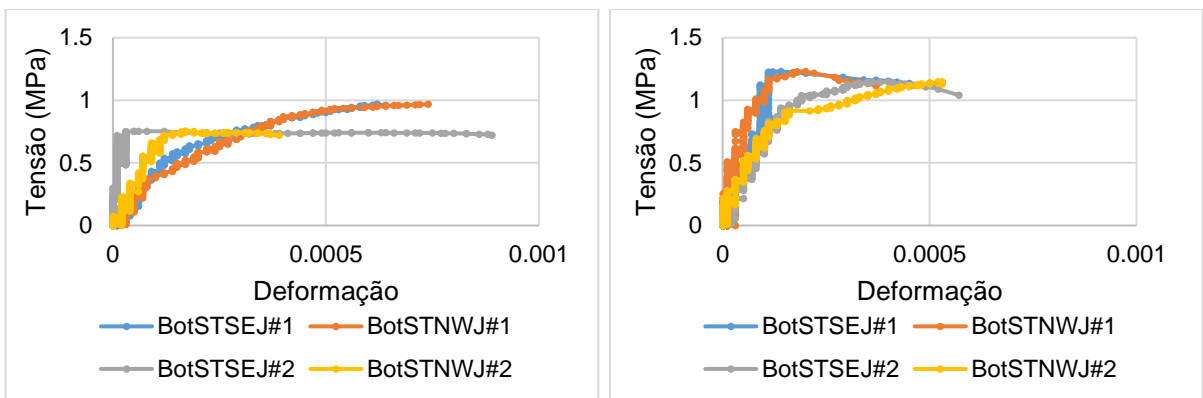 Tensão (MPa)
1.5
1
0.5
0
0 0.0005 0.001
Deformação
BotSTSEJ#1 BotSTNWJ#1
BotSTSEJ#2 BotSTNWJ#2
Tensão (MPa)
1.5
1
0.5
0
0 0.0005 0.001
Deformação
BotSTSEJ#1 BotSTNWJ#1
BotSTSEJ#2 BotSTNWJ#2